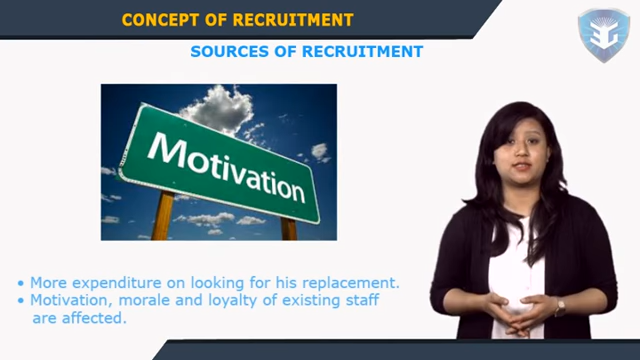 CONCEPT OF RECRUITMENT
SOURCES OF RECRUITMENT
Motivation
• More expenditure on looking for his replacement.
• Motivation, morale and loyalty of existing staff
are affected.